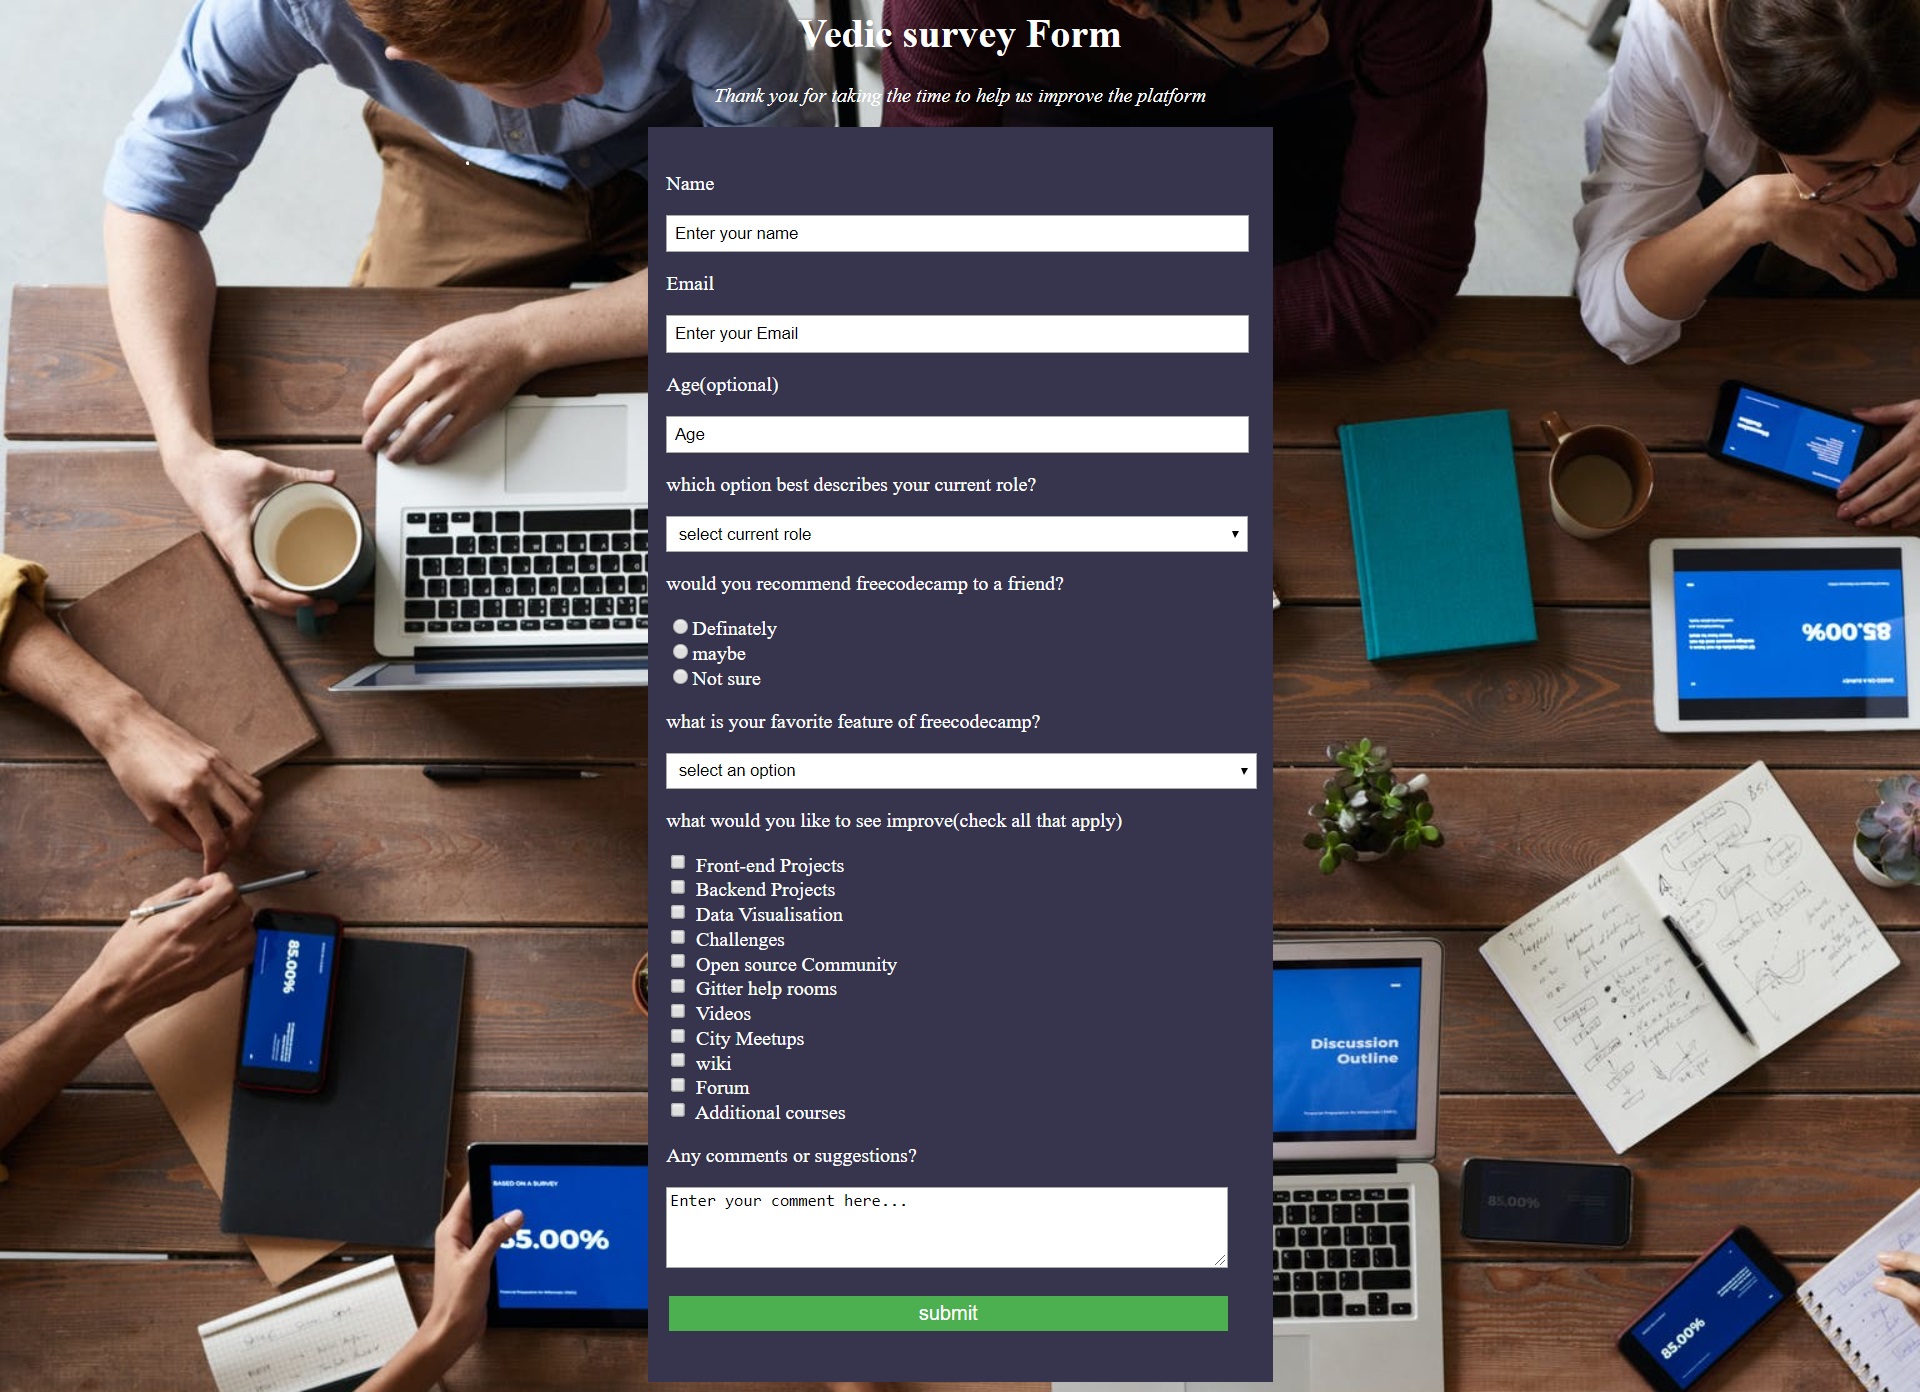 Vedic survey Form
Thank you for taking the time to help us improve the platform
Name
Enter your name
Email
Enter your Email
Age(optional)
Age
which option best describes your current role?
select current role
would you recommend freecodecamp to a friend?
Definately
maybe
Not sure
what is your favorite feature of freecodecamp?
select an option
what would you like to see improve(check all that apply)
Front-end Projects
Backend Projects
Data Visualisation
Challenges
Open source Community
Gitter help rooms
Videos
City Meetups
wiki
Forum
Additional courses
Any comments or suggestions?
Enter your comment here...
submit
85.00%
BASED ON A SURVEY
85.00%
BASED ON A SURVEY
85.00%
Discussion
Outline
85.00%
85.00%